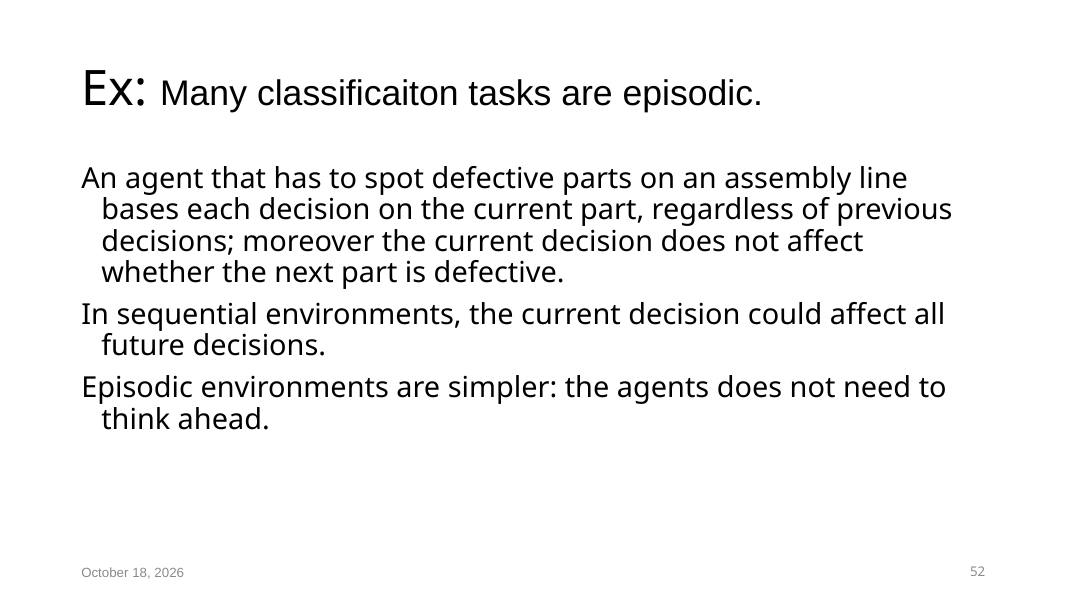 Ex: Many classificaiton tasks are episodic.
An agent that has to spot defective parts on an assembly line
bases each decision on the current part, regardless of previous
decisions; moreover the current decision does not affect
whether the next part is defective.
In sequential environments, the current decision could affect all
future decisions.
Episodic environments are simpler: the agents does not need to
think ahead.
October 18, 2026
52